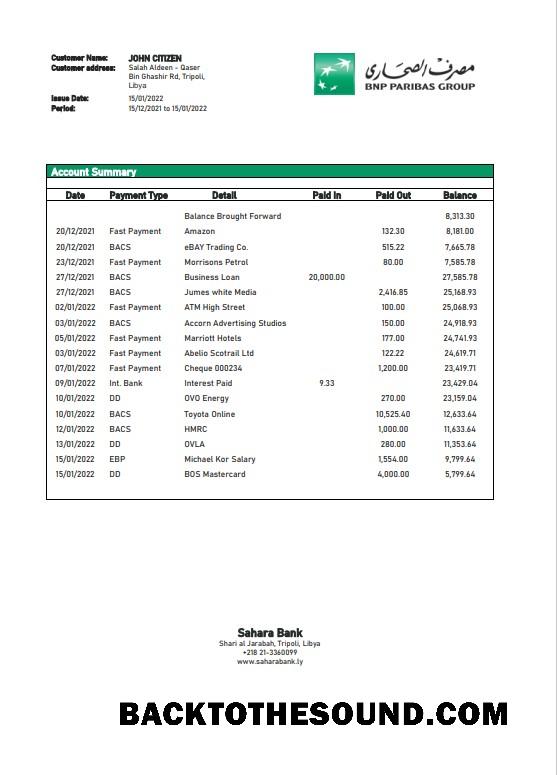 Customer Name: JOHN CITIZEN
Customer address: Salah Aldeen - Qaser
Bin Ghashir Rd, Tripoli,
Libya
Issue Date: 15/01/2022
Period: 15/12/2021 to 15/01/2022
مصرف الصحارى
BNP PARIBAS GROUP
Account Summary
Date Payment Type Detail Paid In Paid Out Balance
Balance Brought Forward 8,313.30
20/12/2021 Fast Payment Amazon 132.30 8,181.00
20/12/2021 BACS eBAY Trading Co. 515.22 7,665.78
23/12/2021 Fast Payment Morrisons Petrol 80.00 7,585.78
27/12/2021 BACS Business Loan 20,000.00 27,585.78
27/12/2021 BACS Jumes white Media 2,416.85 25,168.93
02/01/2022 Fast Payment ATM High Street 100.00 25,068.93
03/01/2022 BACS Accorn Advertising Studios 150.00 24,918.93
05/01/2022 Fast Payment Marriott Hotels 177.00 24,741.93
03/01/2022 Fast Payment Abelio Scotrail Ltd 122.22 24,619.71
07/01/2022 Fast Payment Cheque 000234 1,200.00 23,419.71
09/01/2022 Int. Bank Interest Paid 9.33 23,429.04
10/01/2022 DD OVO Energy 270.00 23,159.04
10/01/2022 BACS Toyota Online 10,525.40 12,633.64
12/01/2022 BACS HMRC 1,000.00 11,633.64
13/01/2022 DD OVLA 280.00 11,353.64
15/01/2022 EBP Michael Kor Salary 1,554.00 9,799.64
15/01/2022 DD BOS Mastercard 4,000.00 5,799.64
Sahara Bank
Shari al Jarabah, Tripoli, Libya
+218 21-3360099
www.saharabank.ly
BACKTOTHESOUND.COM